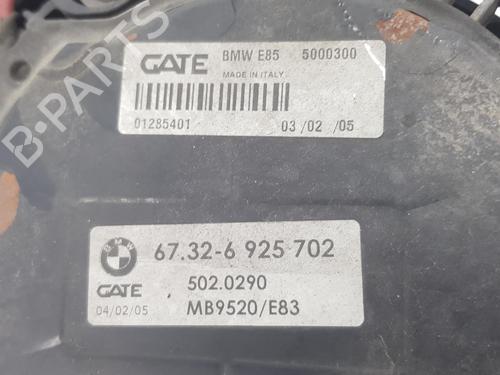 GATE BMW E85 5000300
MADE IN ITALY
01285401 03/02/05
BMW 67.32-6 925 702
GATE 502.0290
04/02/05 MB9520/E83
B-Parts